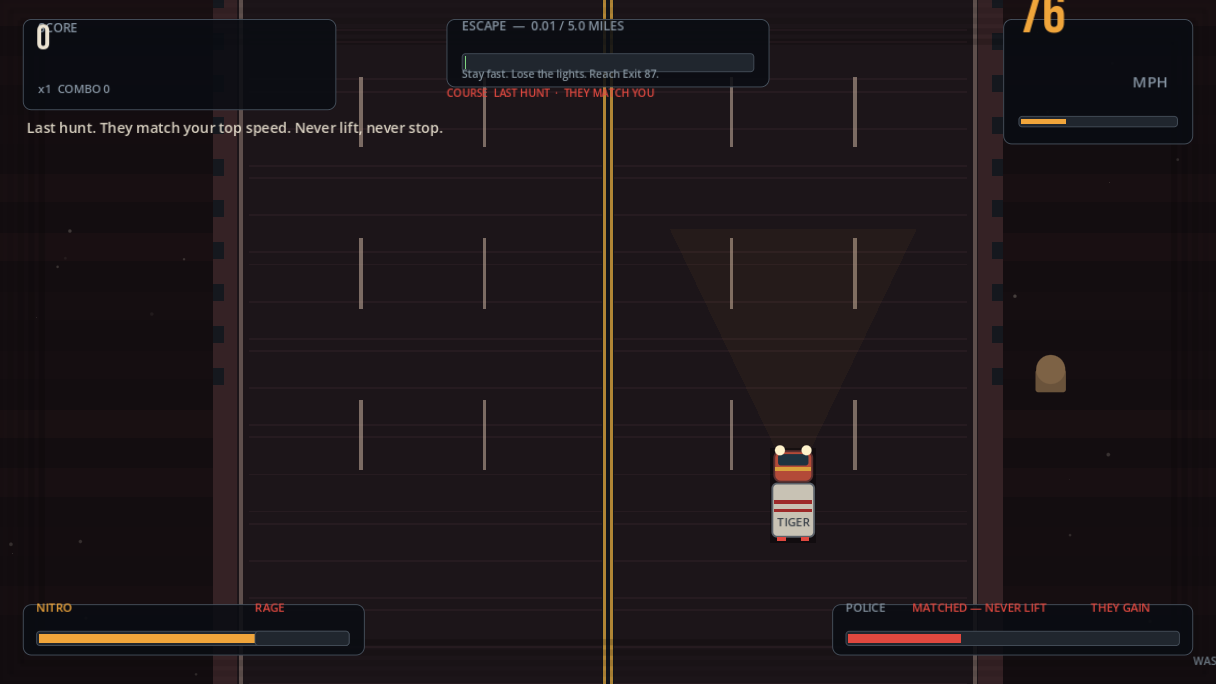 SCORE
0
x1 COMBO 0
ESCAPE — 0.01 / 5.0 MILES
Stay fast. Lose the lights. Reach Exit 87.
COURSE LAST HUNT · THEY MATCH YOU
76
MPH
Last hunt. They match your top speed. Never lift, never stop.
TIGER
NITRO
RAGE
POLICE
MATCHED — NEVER LIFT
THEY GAIN
WAS